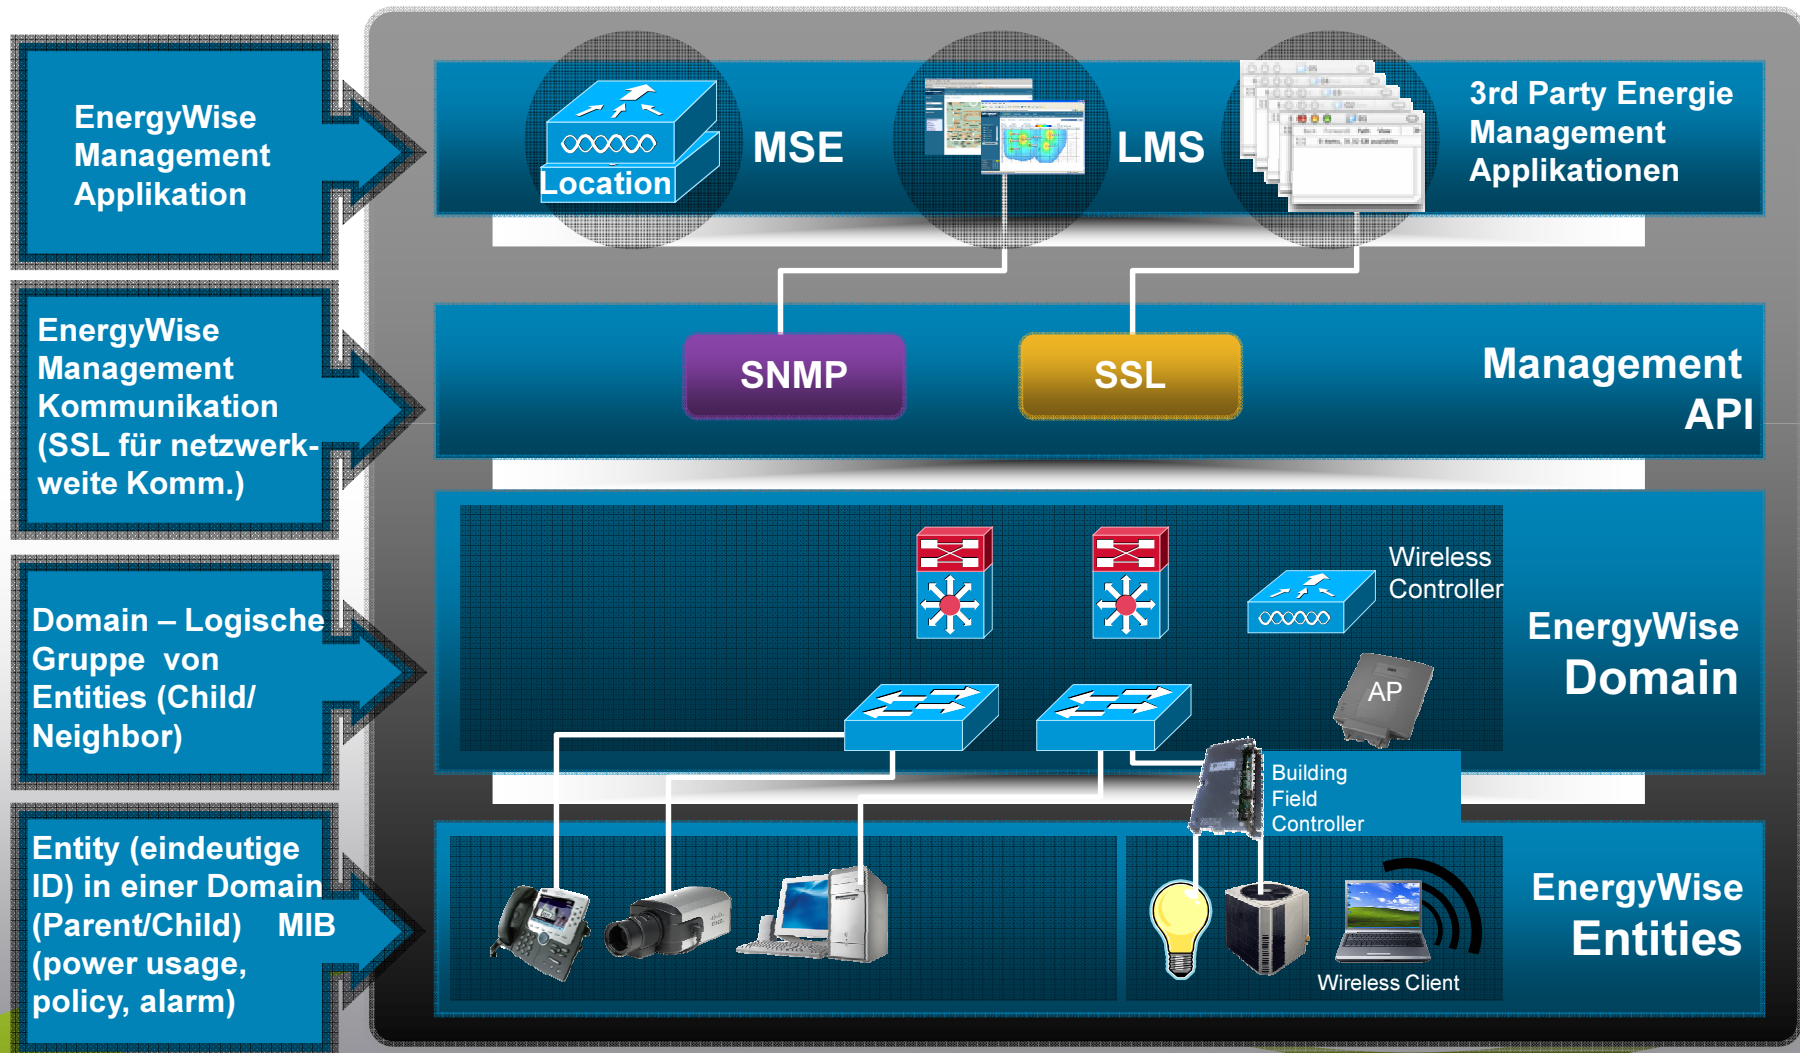 EnergyWise
Management
Applikation
Location
MSE
LMS
3rd Party Energie
Management
Applikationen
EnergyWise
Management
Kommunikation
(SSL für netzwerk-
weite Komm.)
SNMP
SSL
Management
API
Domain – Logische
Gruppe von
Entities (Child/
Neighbor)
Wireless
Controller
AP
EnergyWise
Domain
Building
Field
Controller
Entity (eindeutige
ID) in einer Domain
(Parent/Child) MIB
(power usage,
policy, alarm)
Wireless Client
EnergyWise
Entities